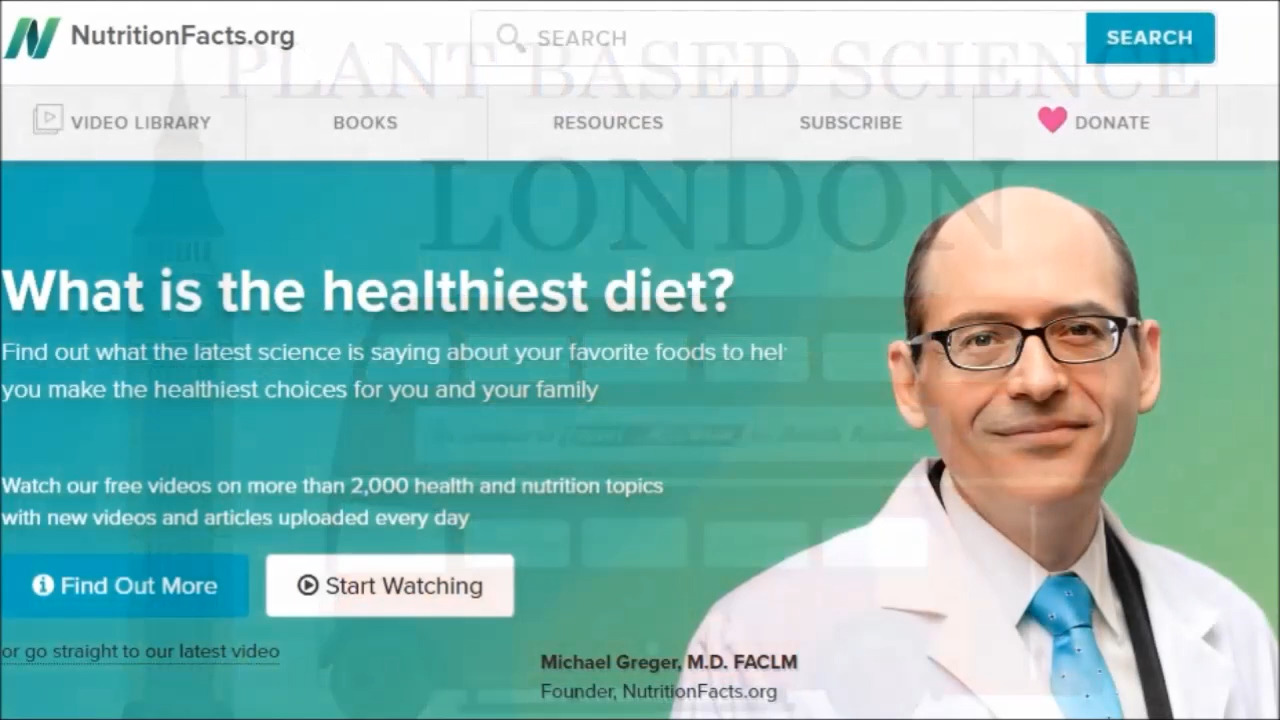 NutritionFacts.org
SEARCH
SEARCH
PLANT BASED SCIENCE
VIDEO LIBRARY
BOOKS
RESOURCES
SUBSCRIBE
DONATE
LONDON
What is the healthiest diet?
Find out what the latest science is saying about your favorite foods to hel
you make the healthiest choices for you and your family
Watch our free videos on more than 2,000 health and nutrition topics
with new videos and articles uploaded every day
Find Out More
Start Watching
or go straight to our latest video
Michael Greger, M.D. FACLM
Founder, NutritionFacts.org